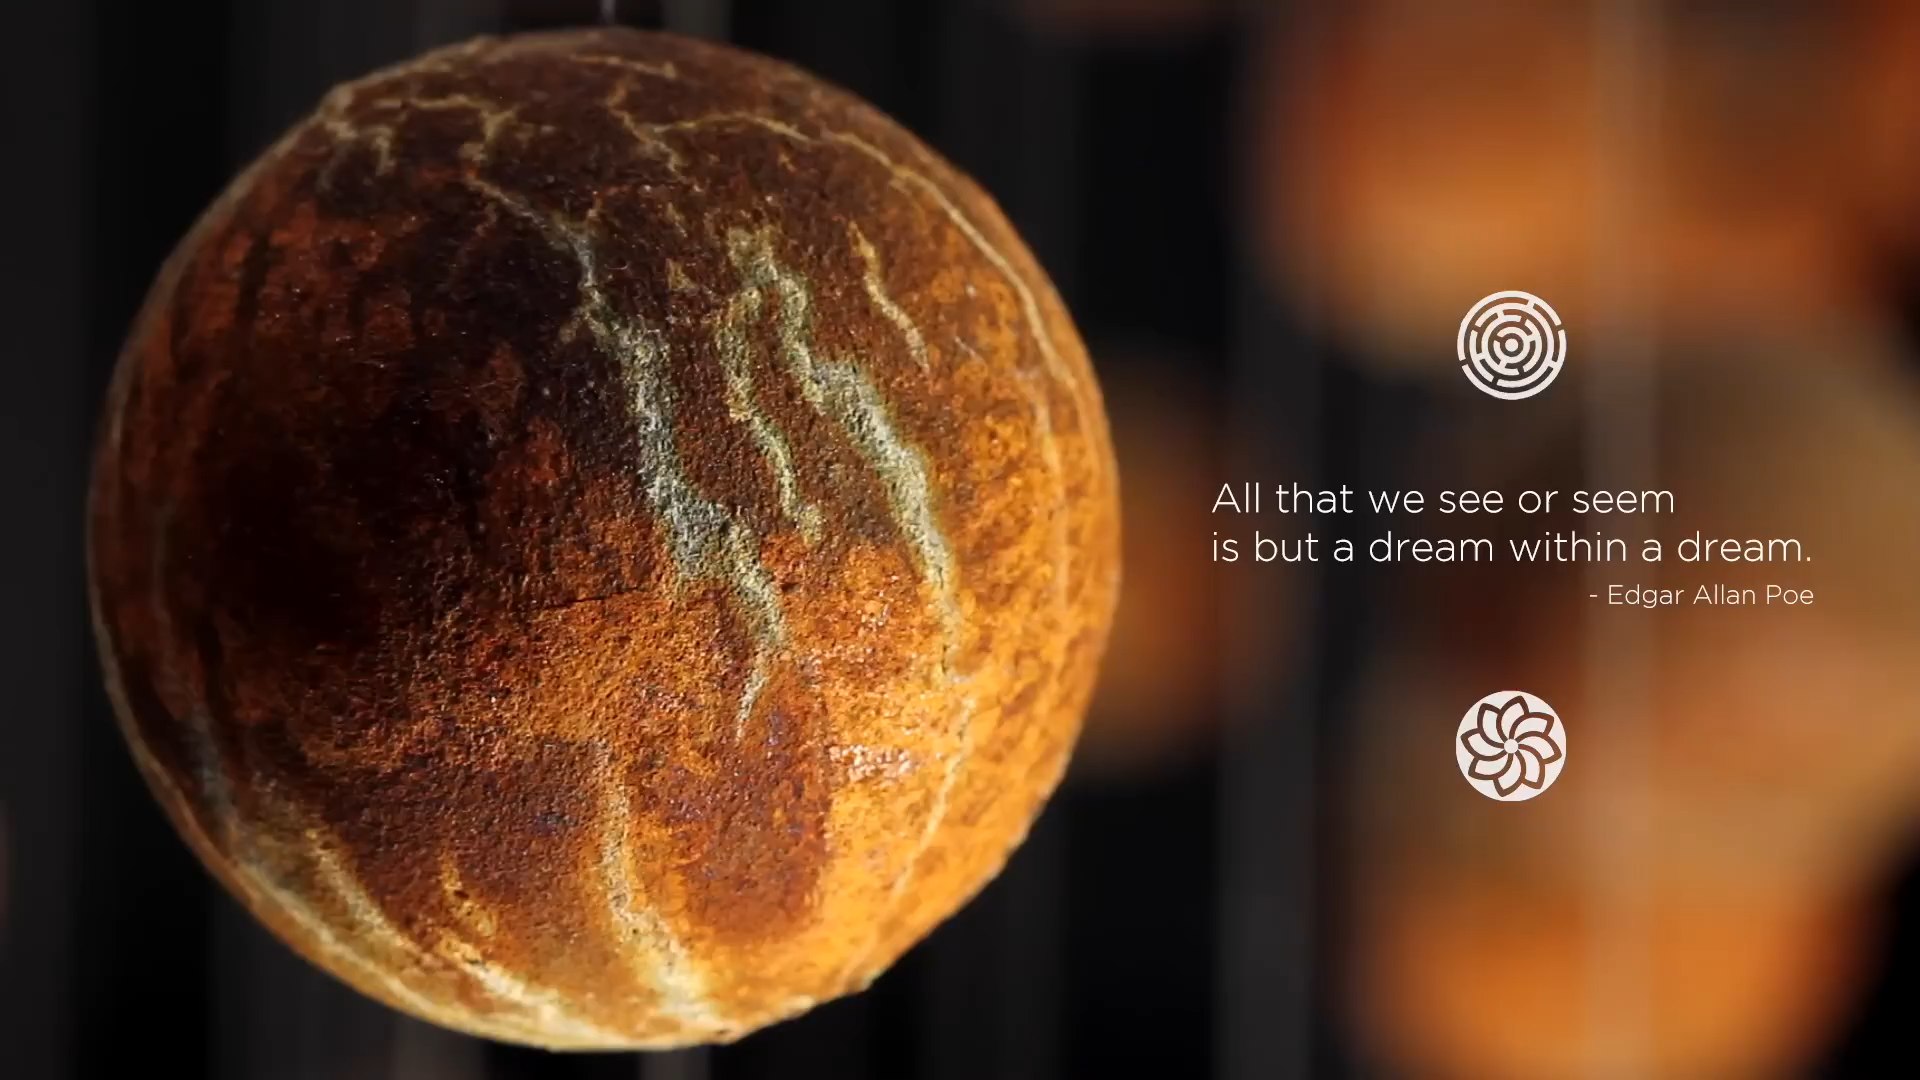 All that we see or seem
is but a dream within a dream.
- Edgar Allan Poe